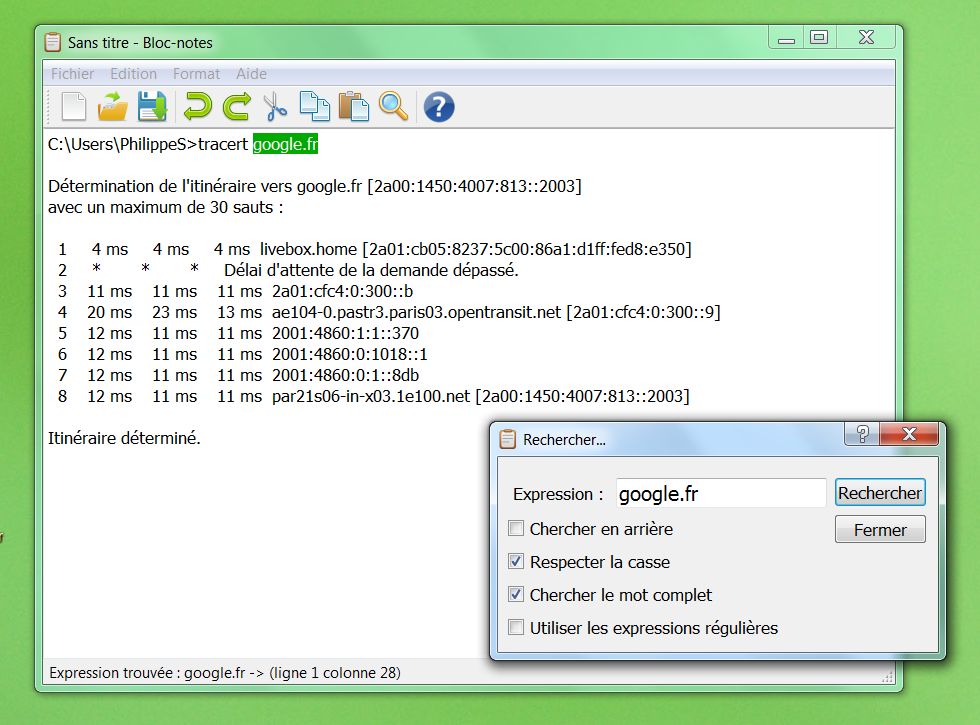 Sans titre - Bloc-notes
Fichier Edition Format Aide
C:\Users\PhilippeS>tracert google.fr
Détermination de l'itinéraire vers google.fr [2a00:1450:4007:813::2003]
avec un maximum de 30 sauts :
1 4 ms 4 ms 4 ms livebox.home [2a01:cb05:8237:5c00:86a1:d1ff:fed8:e350]
2 * * * Délai d'attente de la demande dépassé.
3 11 ms 11 ms 11 ms 2a01:cfc4:0:300::b
4 20 ms 23 ms 13 ms ae104-0.pastr3.paris03.opentransit.net [2a01:cfc4:0:300::9]
5 12 ms 11 ms 11 ms 2001:4860:1:1::370
6 12 ms 11 ms 11 ms 2001:4860:0:1018::1
7 12 ms 11 ms 11 ms 2001:4860:0:1::8db
8 12 ms 11 ms 11 ms par21s06-in-x03.1e100.net [2a00:1450:4007:813::2003]
Itinéraire déterminé.
Rechercher...
Expression : google.fr Rechercher
Chercher en arrière Fermer
Respecter la casse
Chercher le mot complet
Utiliser les expressions régulières
Expression trouvée : google.fr -> (ligne 1 colonne 28)